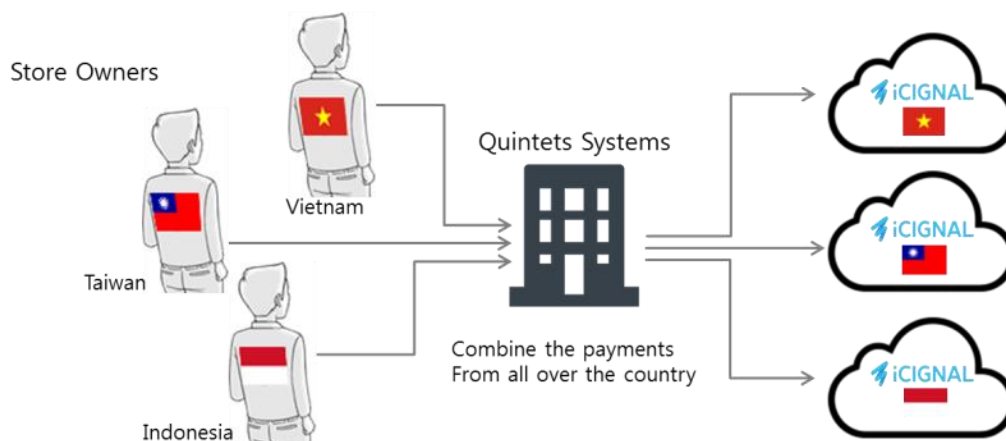 Store Owners
Vietnam
Taiwan
Indonesia
Quintets Systems
Combine the payments
From all over the country
iCIGNAL
iCIGNAL
iCIGNAL